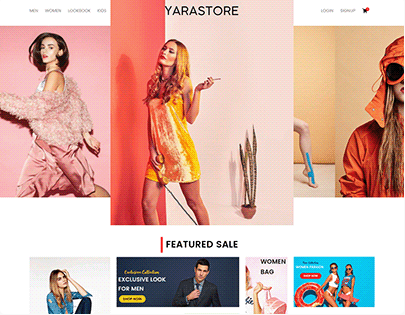 MEN WOMEN LOOKBOOK KIDS
YARASTORE
LOGIN SIGNUP
FEATURED SALE
Exclusive Collection
EXCLUSIVE LOOK
FOR MEN
SHOP NOW
WOMEN
BAG
WOMEN FASHION
SHOP NOW